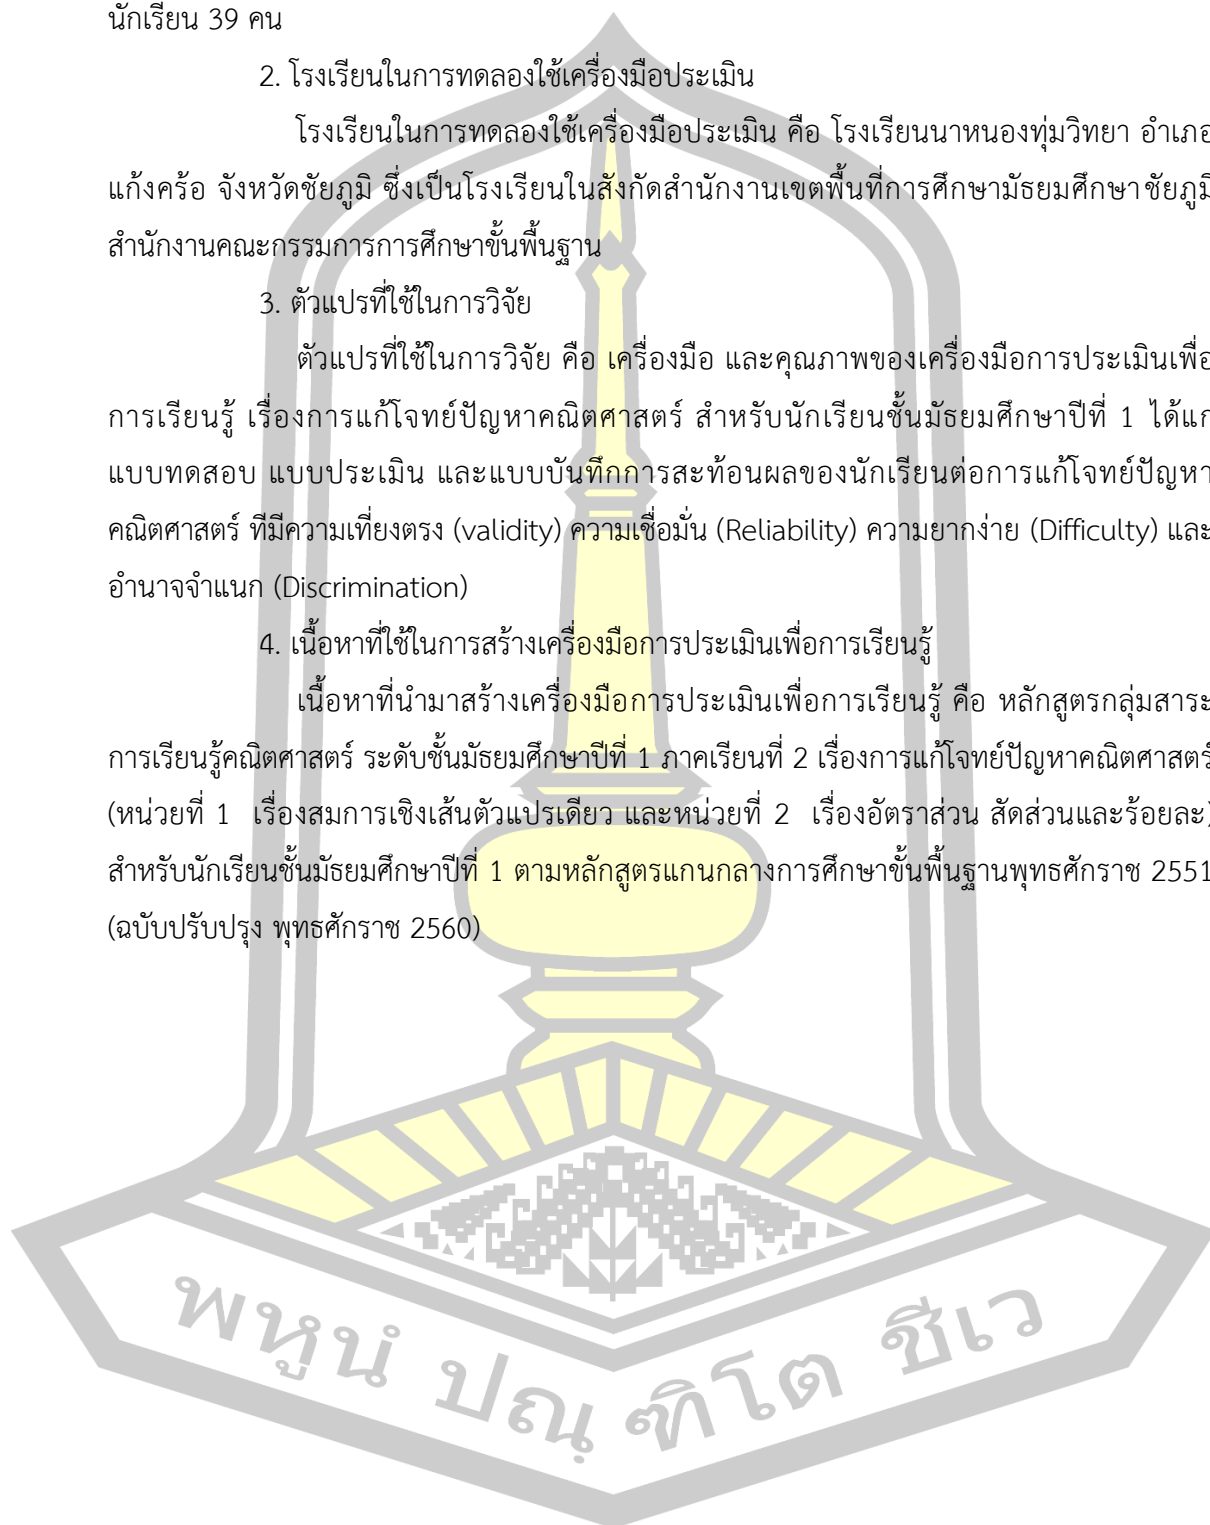 นักเรียน 39 คน
2. โรงเรียนในการทดลองใช้เครื่องมือประเมิน
โรงเรียนในการทดลองใช้เครื่องมือประเมิน คือ โรงเรียนนาหนองทุ่มวิทยา อำเภอ
แก้งคร้อ จังหวัดชัยภูมิ ซึ่งเป็นโรงเรียนในสังกัดสำนักงานเขตพื้นที่การศึกษามัธยมศึกษาชัยภูมิ
สำนักงานคณะกรรมการการศึกษาขั้นพื้นฐาน
3. ตัวแปรที่ใช้ในการวิจัย
ตัวแปรที่ใช้ในการวิจัย คือ เครื่องมือ และคุณภาพของเครื่องมือการประเมินเพื่อ
การเรียนรู้ เรื่องการแก้โจทย์ปัญหาคณิตศาสตร์ สำหรับนักเรียนชั้นมัธยมศึกษาปีที่ 1 ได้แก่
แบบทดสอบ แบบประเมิน และแบบบันทึกการสะท้อนผลของนักเรียนต่อการแก้โจทย์ปัญหา
คณิตศาสตร์ ทีมีความเที่ยงตรง (validity) ความเชื่อมั่น (Reliability) ความยากง่าย (Difficulty) และ
อำนาจจำแนก (Discrimination)
4. เนื้อหาที่ใช้ในการสร้างเครื่องมือการประเมินเพื่อการเรียนรู้
เนื้อหาที่นำมาสร้างเครื่องมือการประเมินเพื่อการเรียนรู้ คือ หลักสูตรกลุ่มสาระ
การเรียนรู้คณิตศาสตร์ ระดับชั้นมัธยมศึกษาปีที่ 1 ภาคเรียนที่ 2 เรื่องการแก้โจทย์ปัญหาคณิตศาสตร์
(หน่วยที่ 1 เรื่องสมการเชิงเส้นตัวแปรเดียว และหน่วยที่ 2 เรื่องอัตราส่วน สัดส่วนและร้อยละ)
สำหรับนักเรียนชั้นมัธยมศึกษาปีที่ 1 ตามหลักสูตรแกนกลางการศึกษาขั้นพื้นฐานพุทธศักราช 2551
(ฉบับปรับปรุง พุทธศักราช 2560)
พหูนํ ปณฺฑิโต ชีเว